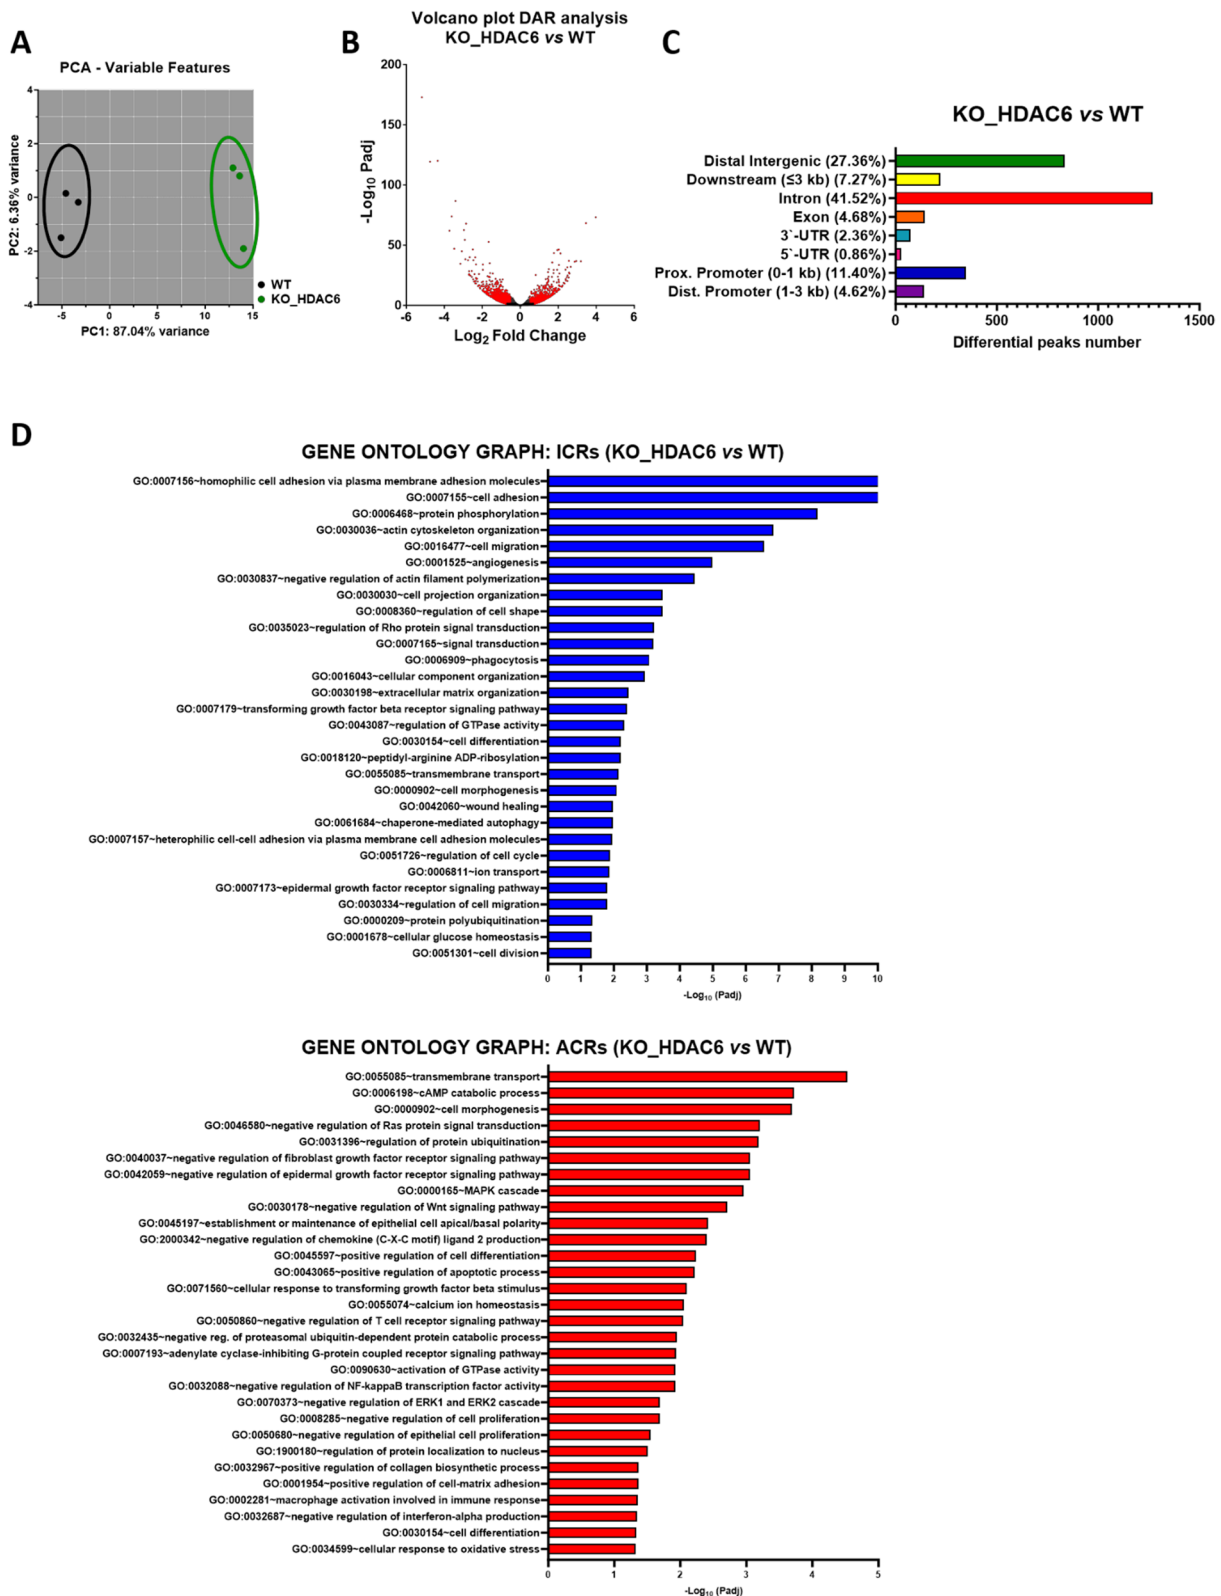 A
PCA - Variable Features
4
2
0
-2
-4
PC2: 6.36% variance
-5
0
5
10
15
PC1: 87.04% variance
WT
KO_HDAC6
B
Volcano plot DAR analysis
KO_HDAC6 vs WT
200
150
100
50
0
-Log10 Padj
-6
-4
-2
0
2
4
6
Log2 Fold Change
C
KO_HDAC6 vs WT
Distal Intergenic (27.36%)
Downstream (≤3 kb) (7.27%)
Intron (41.52%)
Exon (4.68%)
3`-UTR (2.36%)
5`-UTR (0.86%)
Prox. Promoter (0-1 kb) (11.40%)
Dist. Promoter (1-3 kb) (4.62%)
0
500
1000
1500
Differential peaks number
D
GENE ONTOLOGY GRAPH: ICRs (KO_HDAC6 vs WT)
GO:0007156~homophilic cell adhesion via plasma membrane adhesion molecules
GO:0007155~cell adhesion
GO:0006468~protein phosphorylation
GO:0030036~actin cytoskeleton organization
GO:0016477~cell migration
GO:0001525~angiogenesis
GO:0030837~negative regulation of actin filament polymerization
GO:0030030~cell projection organization
GO:0008360~regulation of cell shape
GO:0035023~regulation of Rho protein signal transduction
GO:0007165~signal transduction
GO:0006909~phagocytosis
GO:0016043~cellular component organization
GO:0030198~extracellular matrix organization
GO:0007179~transforming growth factor beta receptor signaling pathway
GO:0043087~regulation of GTPase activity
GO:0030154~cell differentiation
GO:0018120~peptidyl-arginine ADP-ribosylation
GO:0055085~transmembrane transport
GO:0000902~cell morphogenesis
GO:0042060~wound healing
GO:0061684~chaperone-mediated autophagy
GO:0007157~heterophilic cell-cell adhesion via plasma membrane cell adhesion molecules
GO:0051726~regulation of cell cycle
GO:0006811~ion transport
GO:0007173~epidermal growth factor receptor signaling pathway
GO:0030334~regulation of cell migration
GO:0000209~protein polyubiquitination
GO:0001678~cellular glucose homeostasis
GO:0051301~cell division
0
1
2
3
4
5
6
7
8
9
10
-Log10 (Padj)
GENE ONTOLOGY GRAPH: ACRs (KO_HDAC6 vs WT)
GO:0055085~transmembrane transport
GO:0006198~cAMP catabolic process
GO:0000902~cell morphogenesis
GO:0046580~negative regulation of Ras protein signal transduction
GO:0031396~regulation of protein ubiquitination
GO:0040037~negative regulation of fibroblast growth factor receptor signaling pathway
GO:0042059~negative regulation of epidermal growth factor receptor signaling pathway
GO:0000165~MAPK cascade
GO:0030178~negative regulation of Wnt signaling pathway
GO:0045197~establishment or maintenance of epithelial cell apical/basal polarity
GO:2000342~negative regulation of chemokine (C-X-C motif) ligand 2 production
GO:0045597~positive regulation of cell differentiation
GO:0043065~positive regulation of apoptotic process
GO:0071560~cellular response to transforming growth factor beta stimulus
GO:0055074~calcium ion homeostasis
GO:0050860~negative regulation of T cell receptor signaling pathway
GO:0032435~negative reg. of proteasomal ubiquitin-dependent protein catabolic process
GO:0007193~adenylate cyclase-inhibiting G-protein coupled receptor signaling pathway
GO:0090630~activation of GTPase activity
GO:0032088~negative regulation of NF-kappaB transcription factor activity
GO:0070373~negative regulation of ERK1 and ERK2 cascade
GO:0008285~negative regulation of cell proliferation
GO:0050680~negative regulation of epithelial cell proliferation
GO:1900180~regulation of protein localization to nucleus
GO:0032967~positive regulation of collagen biosynthetic process
GO:0001954~positive regulation of cell-matrix adhesion
GO:0002281~macrophage activation involved in immune response
GO:0032687~negative regulation of interferon-alpha production
GO:0030154~cell differentiation
GO:0034599~cellular response to oxidative stress
0
1
2
3
4
5
-Log10 (Padj)